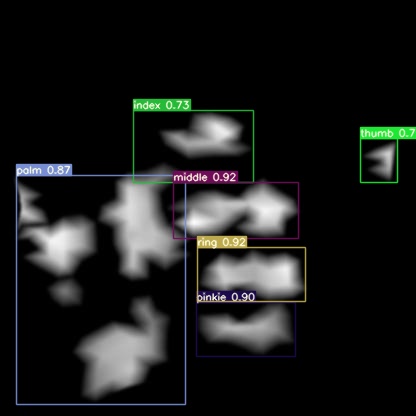 index 0.73
thumb 0.7
palm 0.87
middle 0.92
ring 0.92
pinkie 0.90